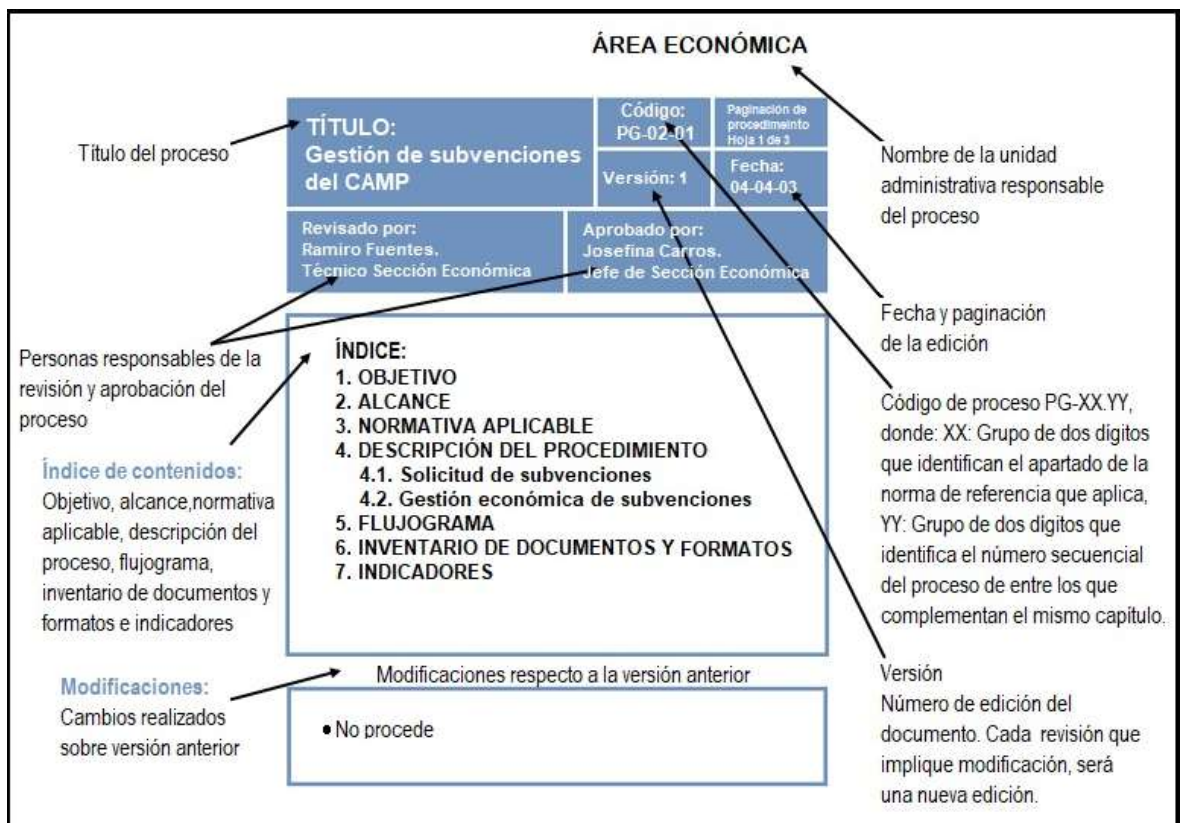 ÁREA ECONÓMICA
Título del proceso
TÍTULO:
Gestión de subvenciones
del CAMP
Código:
PG-02-01
Paginación de
procedimeinto
Hoja 1 de 3
Versión: 1
Fecha:
04-04-03
Revisado por:
Ramiro Fuentes.
Técnico Sección Económica
Aprobado por:
Josefina Carros.
Jefe de Sección Económica
Nombre de la unidad
administrativa responsable
del proceso
Fecha y paginación
de la edición
Personas responsables de la
revisión y aprobación del
proceso
Índice de contenidos:
Objetivo, alcance,normativa
aplicable, descripción del
proceso, flujograma,
inventario de documentos y
formatos e indicadores
ÍNDICE:
1. OBJETIVO
2. ALCANCE
3. NORMATIVA APLICABLE
4. DESCRIPCIÓN DEL PROCEDIMIENTO
4.1. Solicitud de subvenciones
4.2. Gestión económica de subvenciones
5. FLUJOGRAMA
6. INVENTARIO DE DOCUMENTOS Y FORMATOS
7. INDICADORES
Código de proceso PG-XX.YY,
donde: XX: Grupo de dos dígitos
que identifican el apartado de la
norma de referencia que aplica,
YY: Grupo de dos dígitos que
identifica el número secuencial
del proceso de entre los que
complementan el mismo capítulo.
Modificaciones:
Cambios realizados
sobre versión anterior
Modificaciones respecto a la versión anterior
• No procede
Versión
Número de edición del
documento. Cada revisión que
implique modificación, será
una nueva edición.